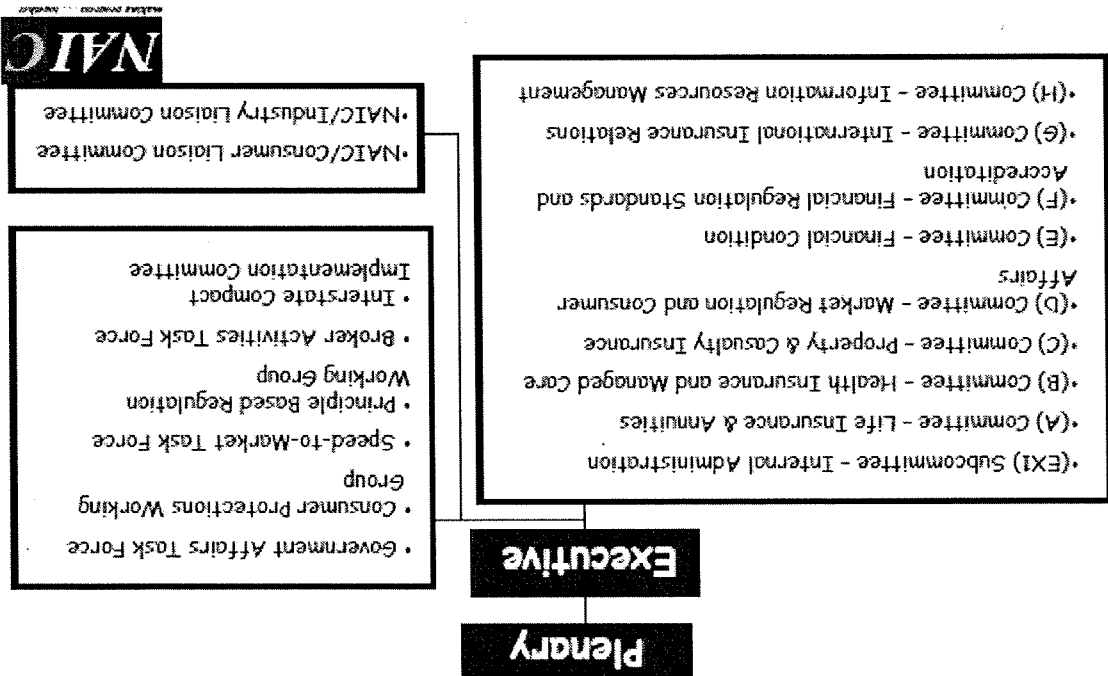 Plenary
Executive
•(EX1) Subcommittee - Internal Administration
•(A) Committee - Life Insurance & Annuities
•(B) Committee - Health Insurance and Managed Care
•(C) Committee - Property & Casualty Insurance
•(D) Committee - Market Regulation and Consumer
Affairs
•(E) Committee - Financial Condition
•(F) Committee - Financial Regulation Standards and
Accreditation
•(G) Committee - International Insurance Relations
•(H) Committee - Information Resources Management
• Government Affairs Task Force
• Consumer Protections Working
Group
• Speed-to-Market Task Force
• Principle Based Regulation
Working Group
• Broker Activities Task Force
• Interstate Compact
Implementation Committee
•NAIC/Consumer Liaison Committee
•NAIC/Industry Liaison Committee
NAIC